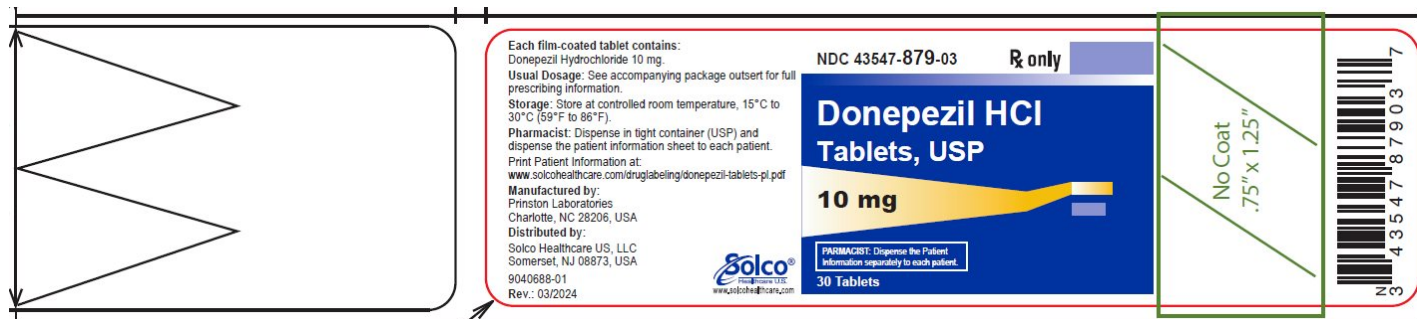 Each film-coated tablet contains:
Donepezil Hydrochloride 10 mg.
Usual Dosage: See accompanying package outsert for full
prescribing information.
Storage: Store at controlled room temperature, 15°C to
30°C (59°F to 86°F).
Pharmacist: Dispense in tight container (USP) and
dispense the patient information sheet to each patient.
Print Patient Information at:
www.solcohealthcare.com/druglabeling/donepezil-tablets-pl.pdf
Manufactured by:
Prinston Laboratories
Charlotte, NC 28206, USA
Distributed by:
Solco Healthcare US, LLC
Somerset, NJ 08873, USA
9040688-01
Rev.: 03/2024
Solco®
Healthcare U.S.
www.solcohealthcare.com
NDC 43547-879-03
Rx only
Donepezil HCl
Tablets, USP
10 mg
PARMACIST: Dispense the Patient
Information separately to each patient.
30 Tablets
No Coat
.75” x 1.25”
N
3 43547 87903 7